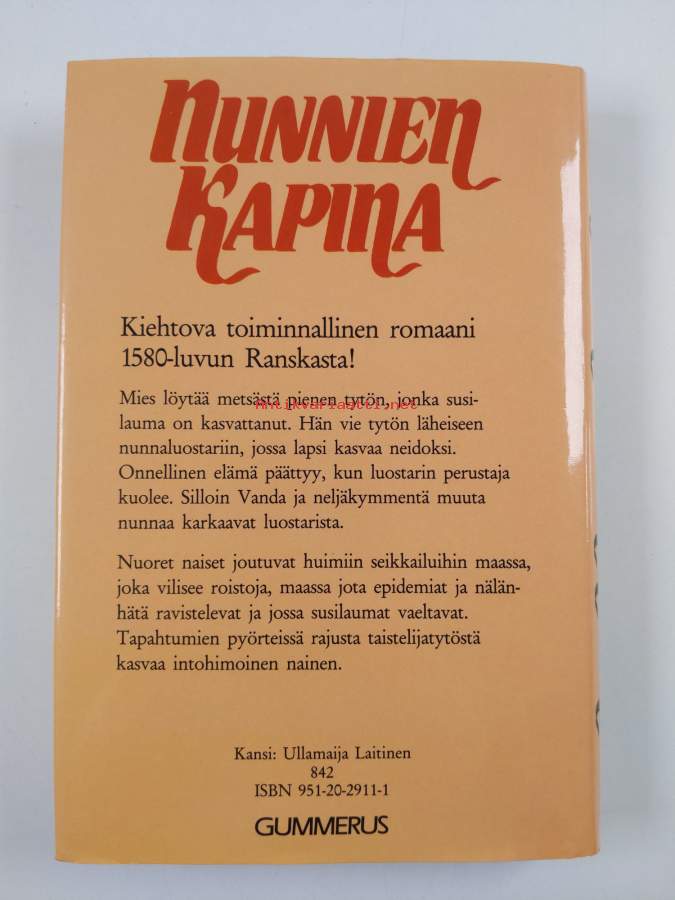 NUNNIEN
KAPINA
Kiehtova toiminnallinen romaani
1580-luvun Ranskasta!
Mies löytää metsästä pienen tytön, jonka susi-
lauma on kasvattanut. Hän vie tytön läheiseen
nunnaluostariin, jossa lapsi kasvaa neidoksi.
Onnellinen elämä päättyy, kun luostarin perustaja
kuolee. Silloin Vanda ja neljäkymmentä muuta
nunnaa karkaavat luostarista.
Nuoret naiset joutuvat huimiin seikkailuihin maassa,
joka vilisee roistoja, maassa jota epidemiat ja nälän-
hätä ravistelevat ja jossa susilaumat vaeltavat.
Tapahtumien pyörteissä rajusta taistelijatytöstä
kasvaa intohimoinen nainen.
Kansi: Ullamaija Laitinen
842
ISBN 951-20-2911-1
GUMMERUS
Antikvariaatti.net